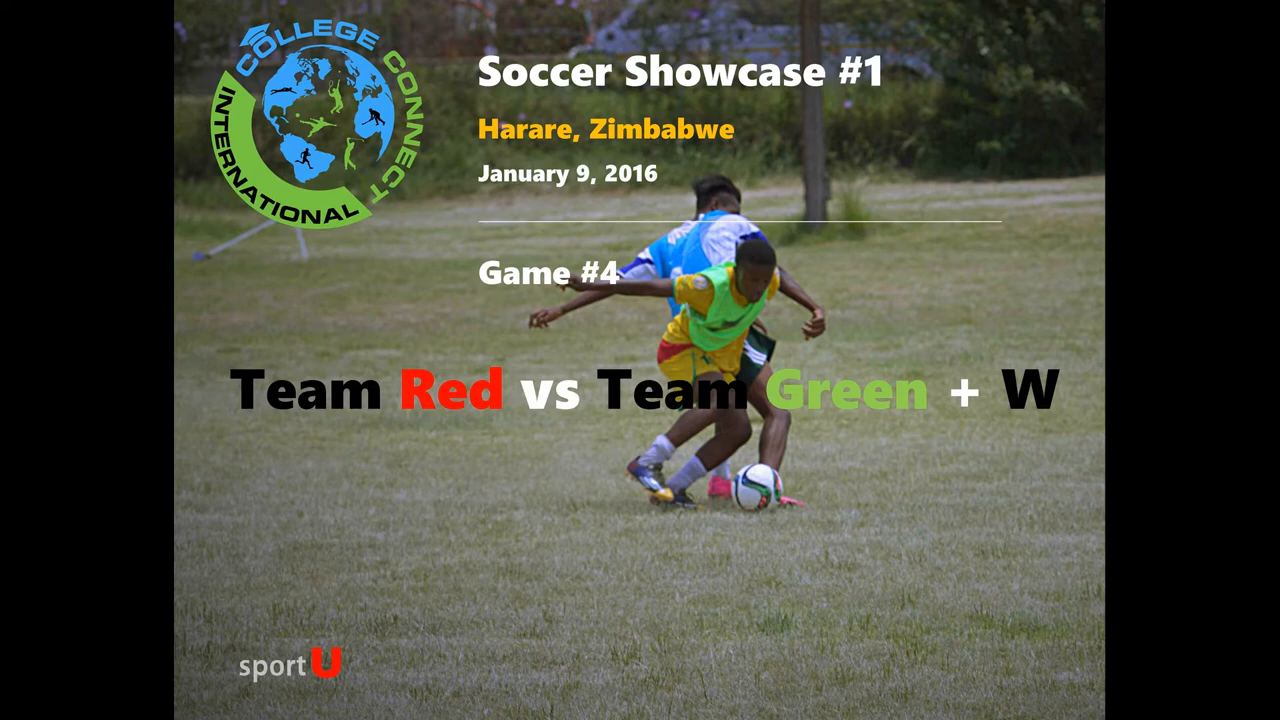 COLLEGE CONNECT
INTERNATIONAL
Soccer Showcase #1
Harare, Zimbabwe
January 9, 2016
Game #4
Team Red vs Team Green + W
sportU